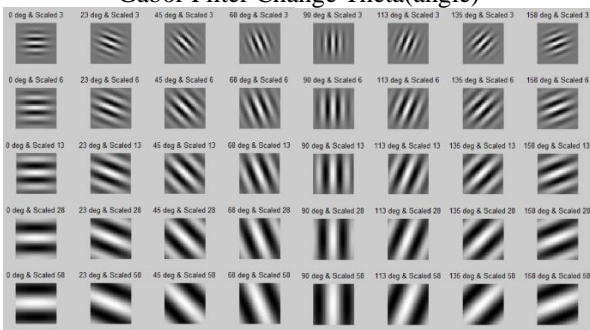 Gabor Filter Change Theta(angle)
0 deg & Scaled 3 23 deg & Scaled 3 45 deg & Scaled 3 68 deg & Scaled 3 90 deg & Scaled 3 113 deg & Scaled 3 135 deg & Scaled 3 158 deg & Scaled 3
0 deg & Scaled 6 23 deg & Scaled 6 45 deg & Scaled 6 68 deg & Scaled 6 90 deg & Scaled 6 113 deg & Scaled 6 135 deg & Scaled 6 158 deg & Scaled 6
0 deg & Scaled 13 23 deg & Scaled 13 45 deg & Scaled 13 68 deg & Scaled 13 90 deg & Scaled 13 113 deg & Scaled 13 135 deg & Scaled 13 158 deg & Scaled 13
0 deg & Scaled 28 23 deg & Scaled 28 45 deg & Scaled 28 68 deg & Scaled 28 90 deg & Scaled 28 113 deg & Scaled 28 135 deg & Scaled 28 158 deg & Scaled 28
0 deg & Scaled 58 23 deg & Scaled 58 45 deg & Scaled 58 68 deg & Scaled 58 90 deg & Scaled 58 113 deg & Scaled 58 135 deg & Scaled 58 158 deg & Scaled 58